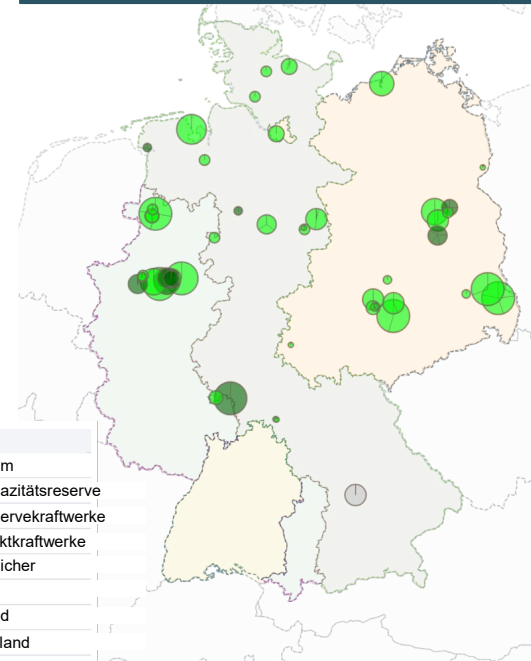 m
azitätsreserve
ervekraftwerke
ktkraftwerke
icher
d
land